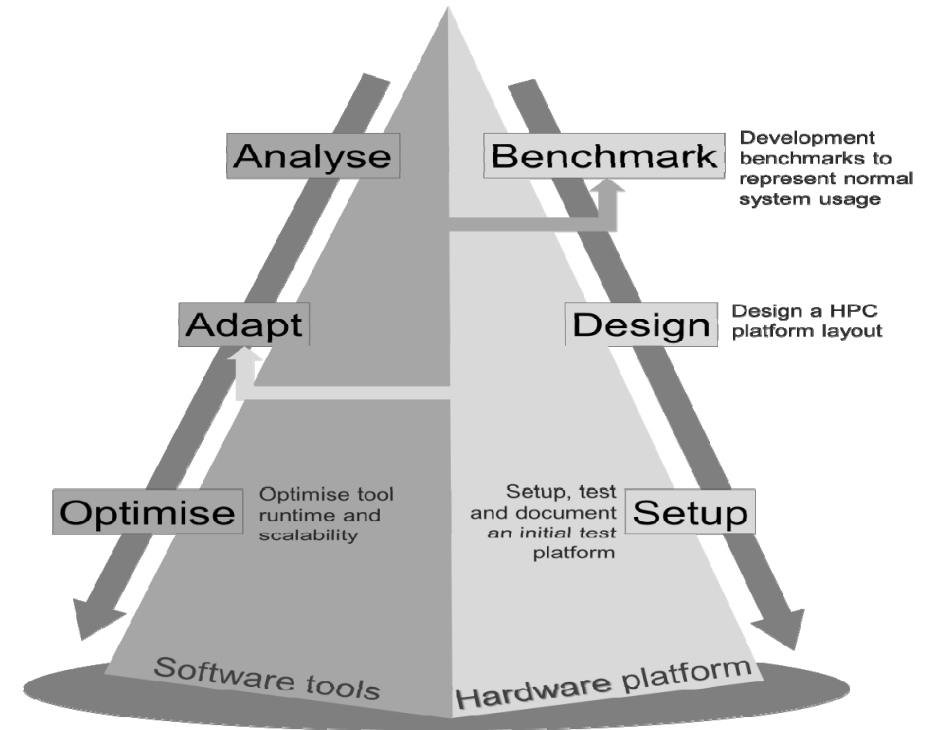 Analyse
Benchmark
Development
benchmarks to
represent normal
system usage
Adapt
Design
Design a HPC
platform layout
Optimise
Optimise tool
runtime and
scalability
Setup, test
and document
an initial test
platform
Setup
Software tools
Hardware platform